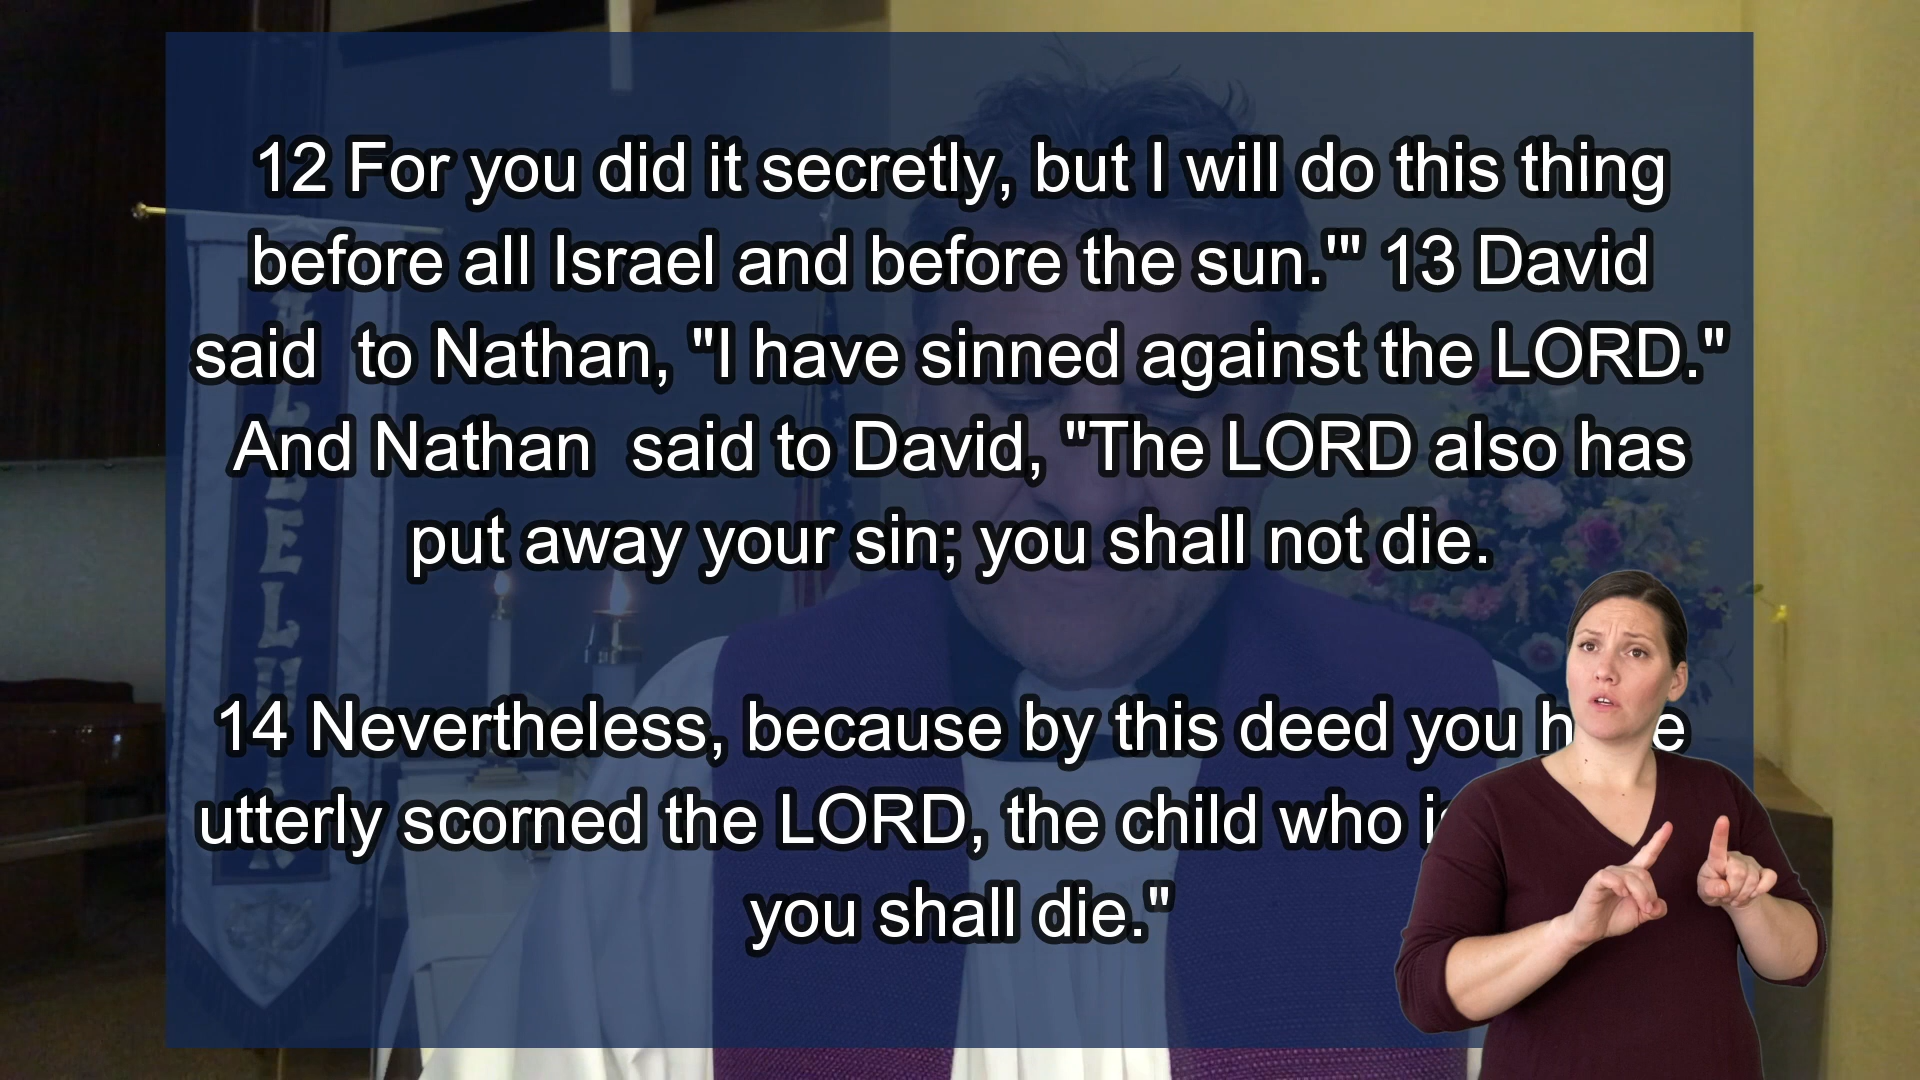 12 For you did it secretly, but I will do this thing
before all Israel and before the sun.'" 13 David
said  to Nathan, "I have sinned against the LORD."
And Nathan  said to David, "The LORD also has
put away your sin; you shall not die.
14 Nevertheless, because by this deed you
utterly scorned the LORD, the child who
you shall die."